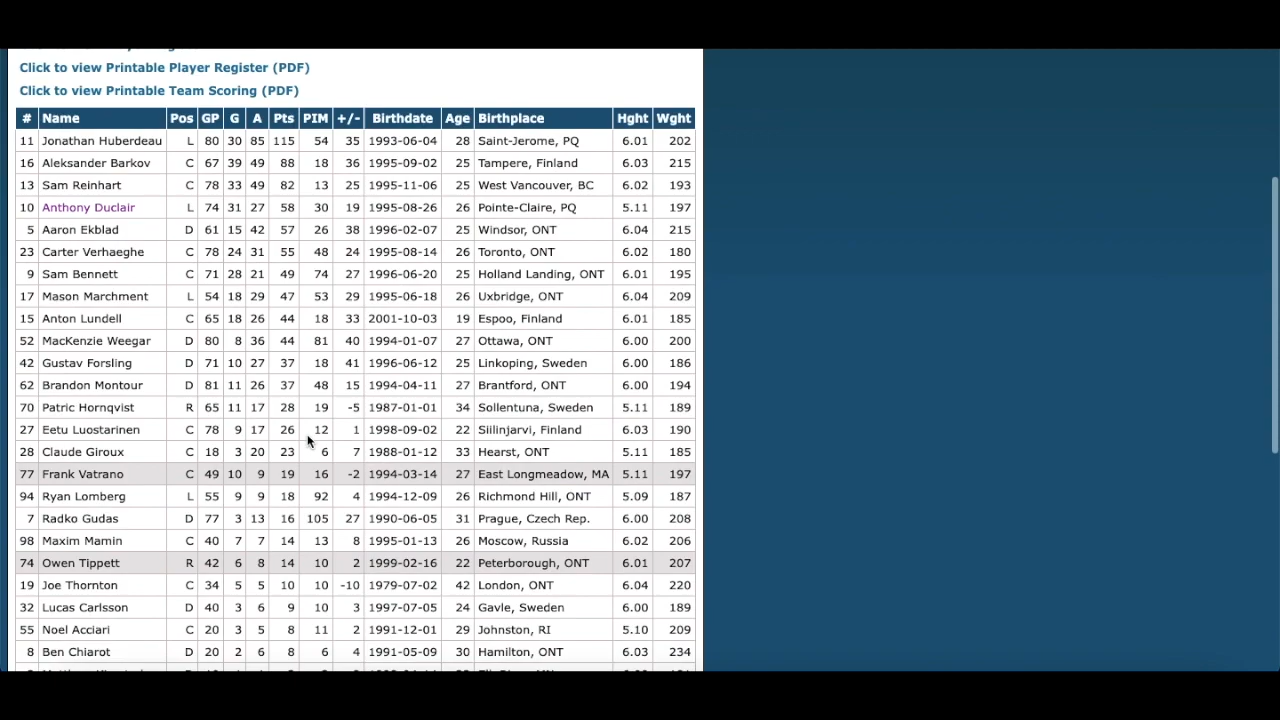 Click to view Printable Player Register (PDF)
Click to view Printable Team Scoring (PDF)
# Name Pos GP G A Pts PIM +/- Birthdate Age Birthplace Hght Wght
11 Jonathan Huberdeau L 80 30 85 115 54 35 1993-06-04 28 Saint-Jerome, PQ 6.01 202
16 Aleksander Barkov C 67 39 49 88 18 36 1995-09-02 25 Tampere, Finland 6.03 215
13 Sam Reinhart C 78 33 49 82 13 25 1995-11-06 25 West Vancouver, BC 6.02 193
10 Anthony Duclair L 74 31 27 58 30 19 1995-08-26 26 Pointe-Claire, PQ 5.11 197
5 Aaron Ekblad D 61 15 42 57 26 38 1996-02-07 25 Windsor, ONT 6.04 215
23 Carter Verhaeghe C 78 24 31 55 48 24 1995-08-14 26 Toronto, ONT 6.02 180
9 Sam Bennett C 71 28 21 49 74 27 1996-06-20 25 Holland Landing, ONT 6.01 195
17 Mason Marchment L 54 18 29 47 53 29 1995-06-18 26 Uxbridge, ONT 6.04 209
15 Anton Lundell C 65 18 26 44 18 33 2001-10-03 19 Espoo, Finland 6.01 185
52 MacKenzie Weegar D 80 8 36 44 81 40 1994-01-07 27 Ottawa, ONT 6.00 200
42 Gustav Forsling D 71 10 27 37 18 41 1996-06-12 25 Linkoping, Sweden 6.00 186
62 Brandon Montour D 81 11 26 37 48 15 1994-04-11 27 Brantford, ONT 6.00 194
70 Patric Hornqvist R 65 11 17 28 19 -5 1987-01-01 34 Sollentuna, Sweden 5.11 189
27 Eetu Luostarinen C 78 9 17 26 12 1 1998-09-02 22 Siilinjarvi, Finland 6.03 190
28 Claude Giroux C 18 3 20 23 6 7 1988-01-12 33 Hearst, ONT 5.11 185
77 Frank Vatrano C 49 10 9 19 16 -2 1994-03-14 27 East Longmeadow, MA 5.11 197
94 Ryan Lomberg L 55 9 9 18 92 4 1994-12-09 26 Richmond Hill, ONT 5.09 187
7 Radko Gudas D 77 3 13 16 105 27 1990-06-05 31 Prague, Czech Rep. 6.00 208
98 Maxim Mamin C 40 7 7 14 13 8 1995-01-13 26 Moscow, Russia 6.02 206
74 Owen Tippett R 42 6 8 14 10 2 1999-02-16 22 Peterborough, ONT 6.01 207
19 Joe Thornton C 34 5 5 10 10 -10 1979-07-02 42 London, ONT 6.04 220
32 Lucas Carlsson D 40 3 6 9 10 3 1997-07-05 24 Gavle, Sweden 6.00 189
55 Noel Acciari C 20 3 5 8 11 2 1991-12-01 29 Johnston, RI 5.10 209
8 Ben Chiarot D 20 2 6 8 6 4 1991-05-09 30 Hamilton, ONT 6.03 234